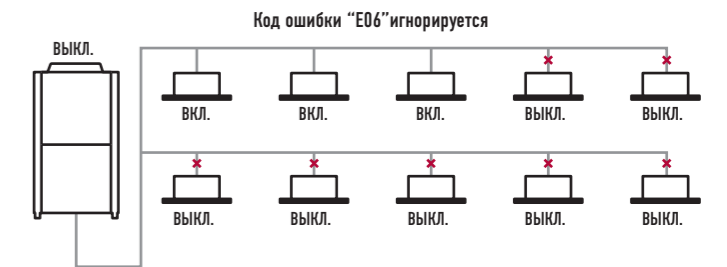 Код ошибки “E06”игнорируется
ВЫКЛ.
ВКЛ. ВКЛ. ВКЛ. ВЫКЛ. ВЫКЛ.
ВЫКЛ. ВЫКЛ. ВЫКЛ. ВЫКЛ. ВЫКЛ.